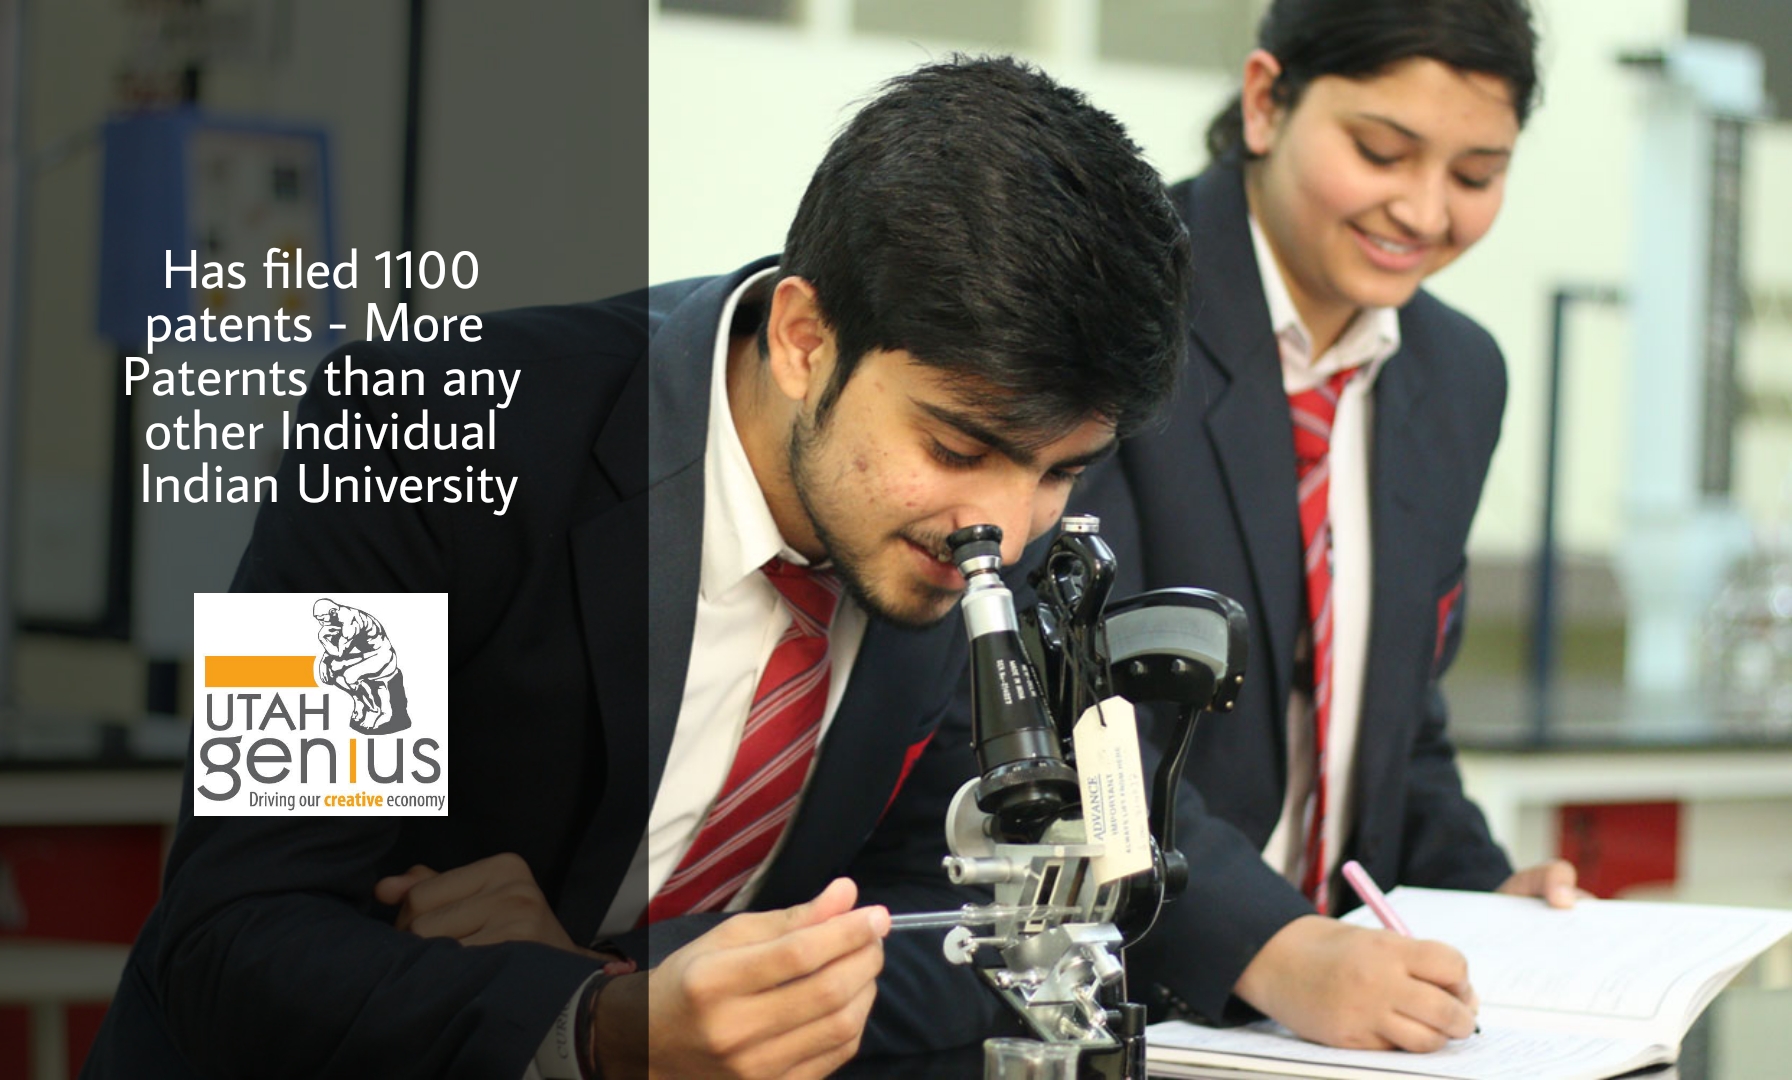 Has filed 1100
patents - More
Paternts than any
other Individual
Indian University
UTAH
genius
Driving our creative economy
ADVANCE
IMPORTANT